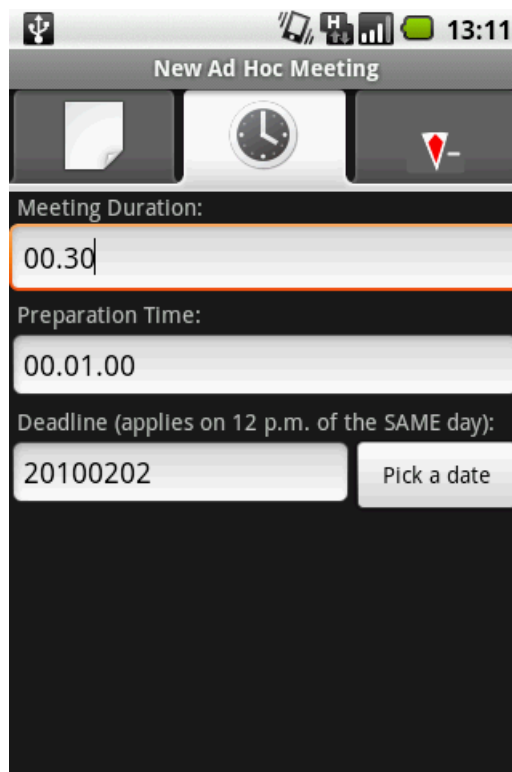 H 13:11
New Ad Hoc Meeting
Meeting Duration:
00.30
Preparation Time:
00.01.00
Deadline (applies on 12 p.m. of the SAME day):
20100202 Pick a date